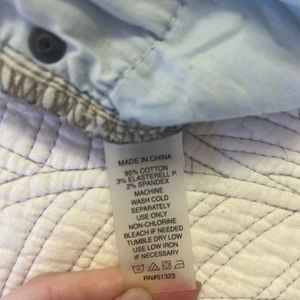 MADE IN CHINA
95% COTTON
3% ELASTERELL P.
2% SPANDEX
MACHINE
WASH COLD
SEPARATELY
USE ONLY
NON-CHLORINE
BLEACH IF NEEDED
TUMBLE DRY LOW
USE LOW IRON
IF NECESSARY
RN#51323